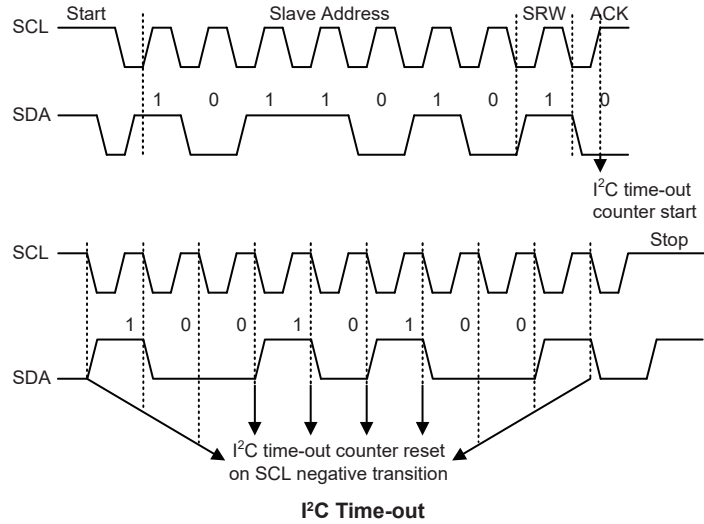 Start Slave Address SRW ACK
SCL
1 0 1 1 0 1 0 1 0
SDA
I²C time-out
counter start
Stop
SCL
1 0 0 1 0 1 0 0
SDA
I²C time-out counter reset
on SCL negative transition
I²C Time-out